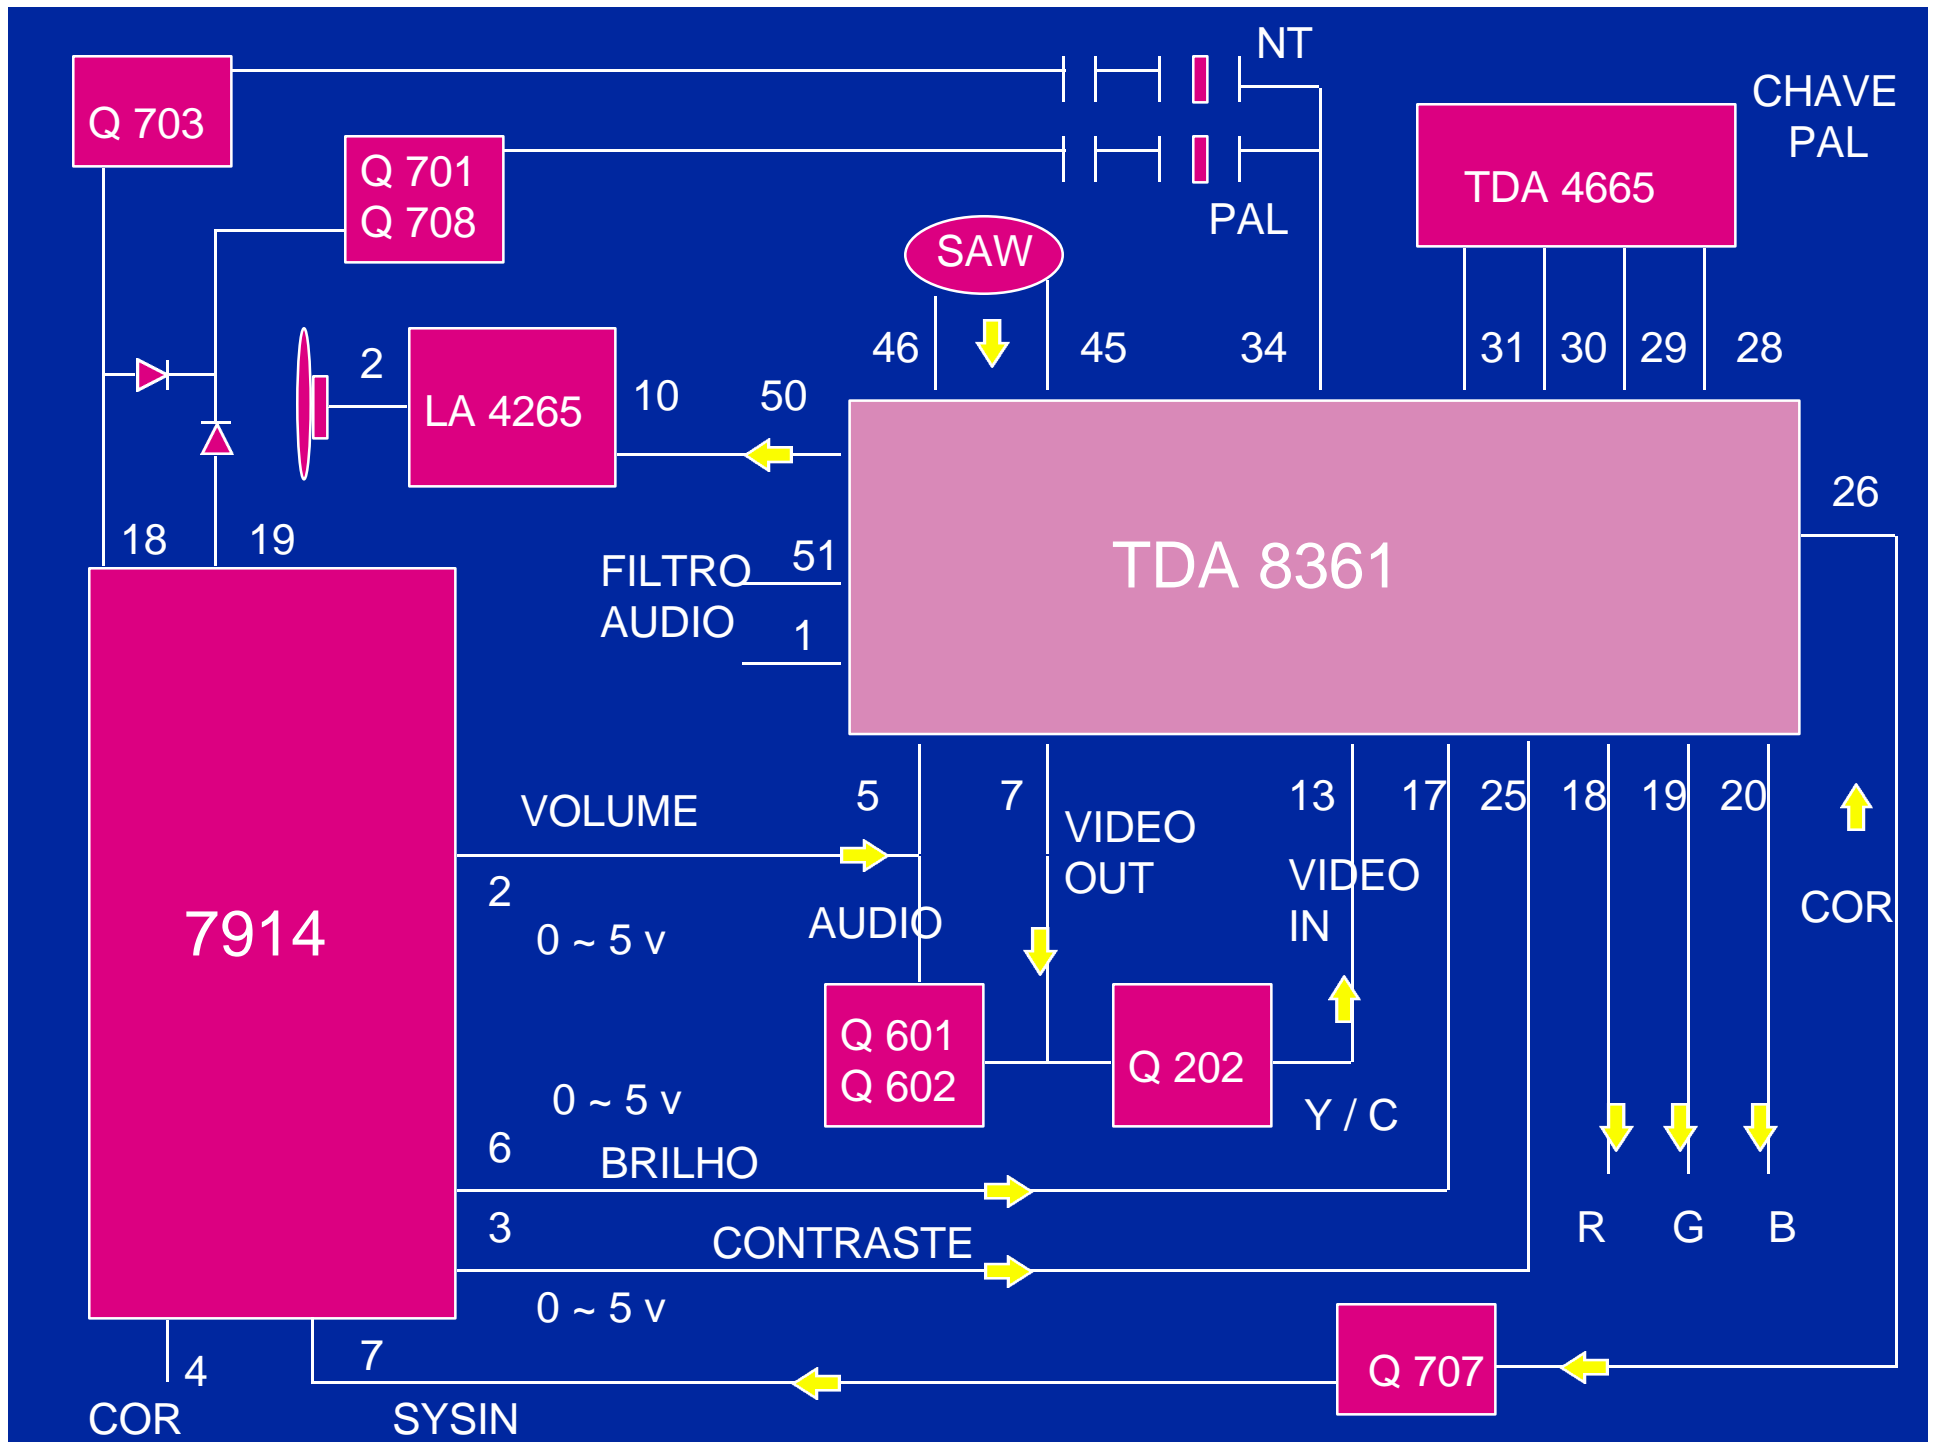 NT
CHAVE
PAL
Q 703
Q 701
Q 708
TDA 4665
PAL
SAW
46
45
34
31
30
29
28
2
LA 4265
10
50
26
18
19
FILTRO
AUDIO
51
1
TDA 8361
7914
VOLUME
5
7
13
17
25
18
19
20
VIDEO
OUT
VIDEO
IN
2
0 ~ 5 v
AUDIO
COR
Q 601
Q 602
Q 202
Y / C
0 ~ 5 v
6
BRILHO
3
CONTRASTE
R
G
B
0 ~ 5 v
4
7
Q 707
COR
SYSIN